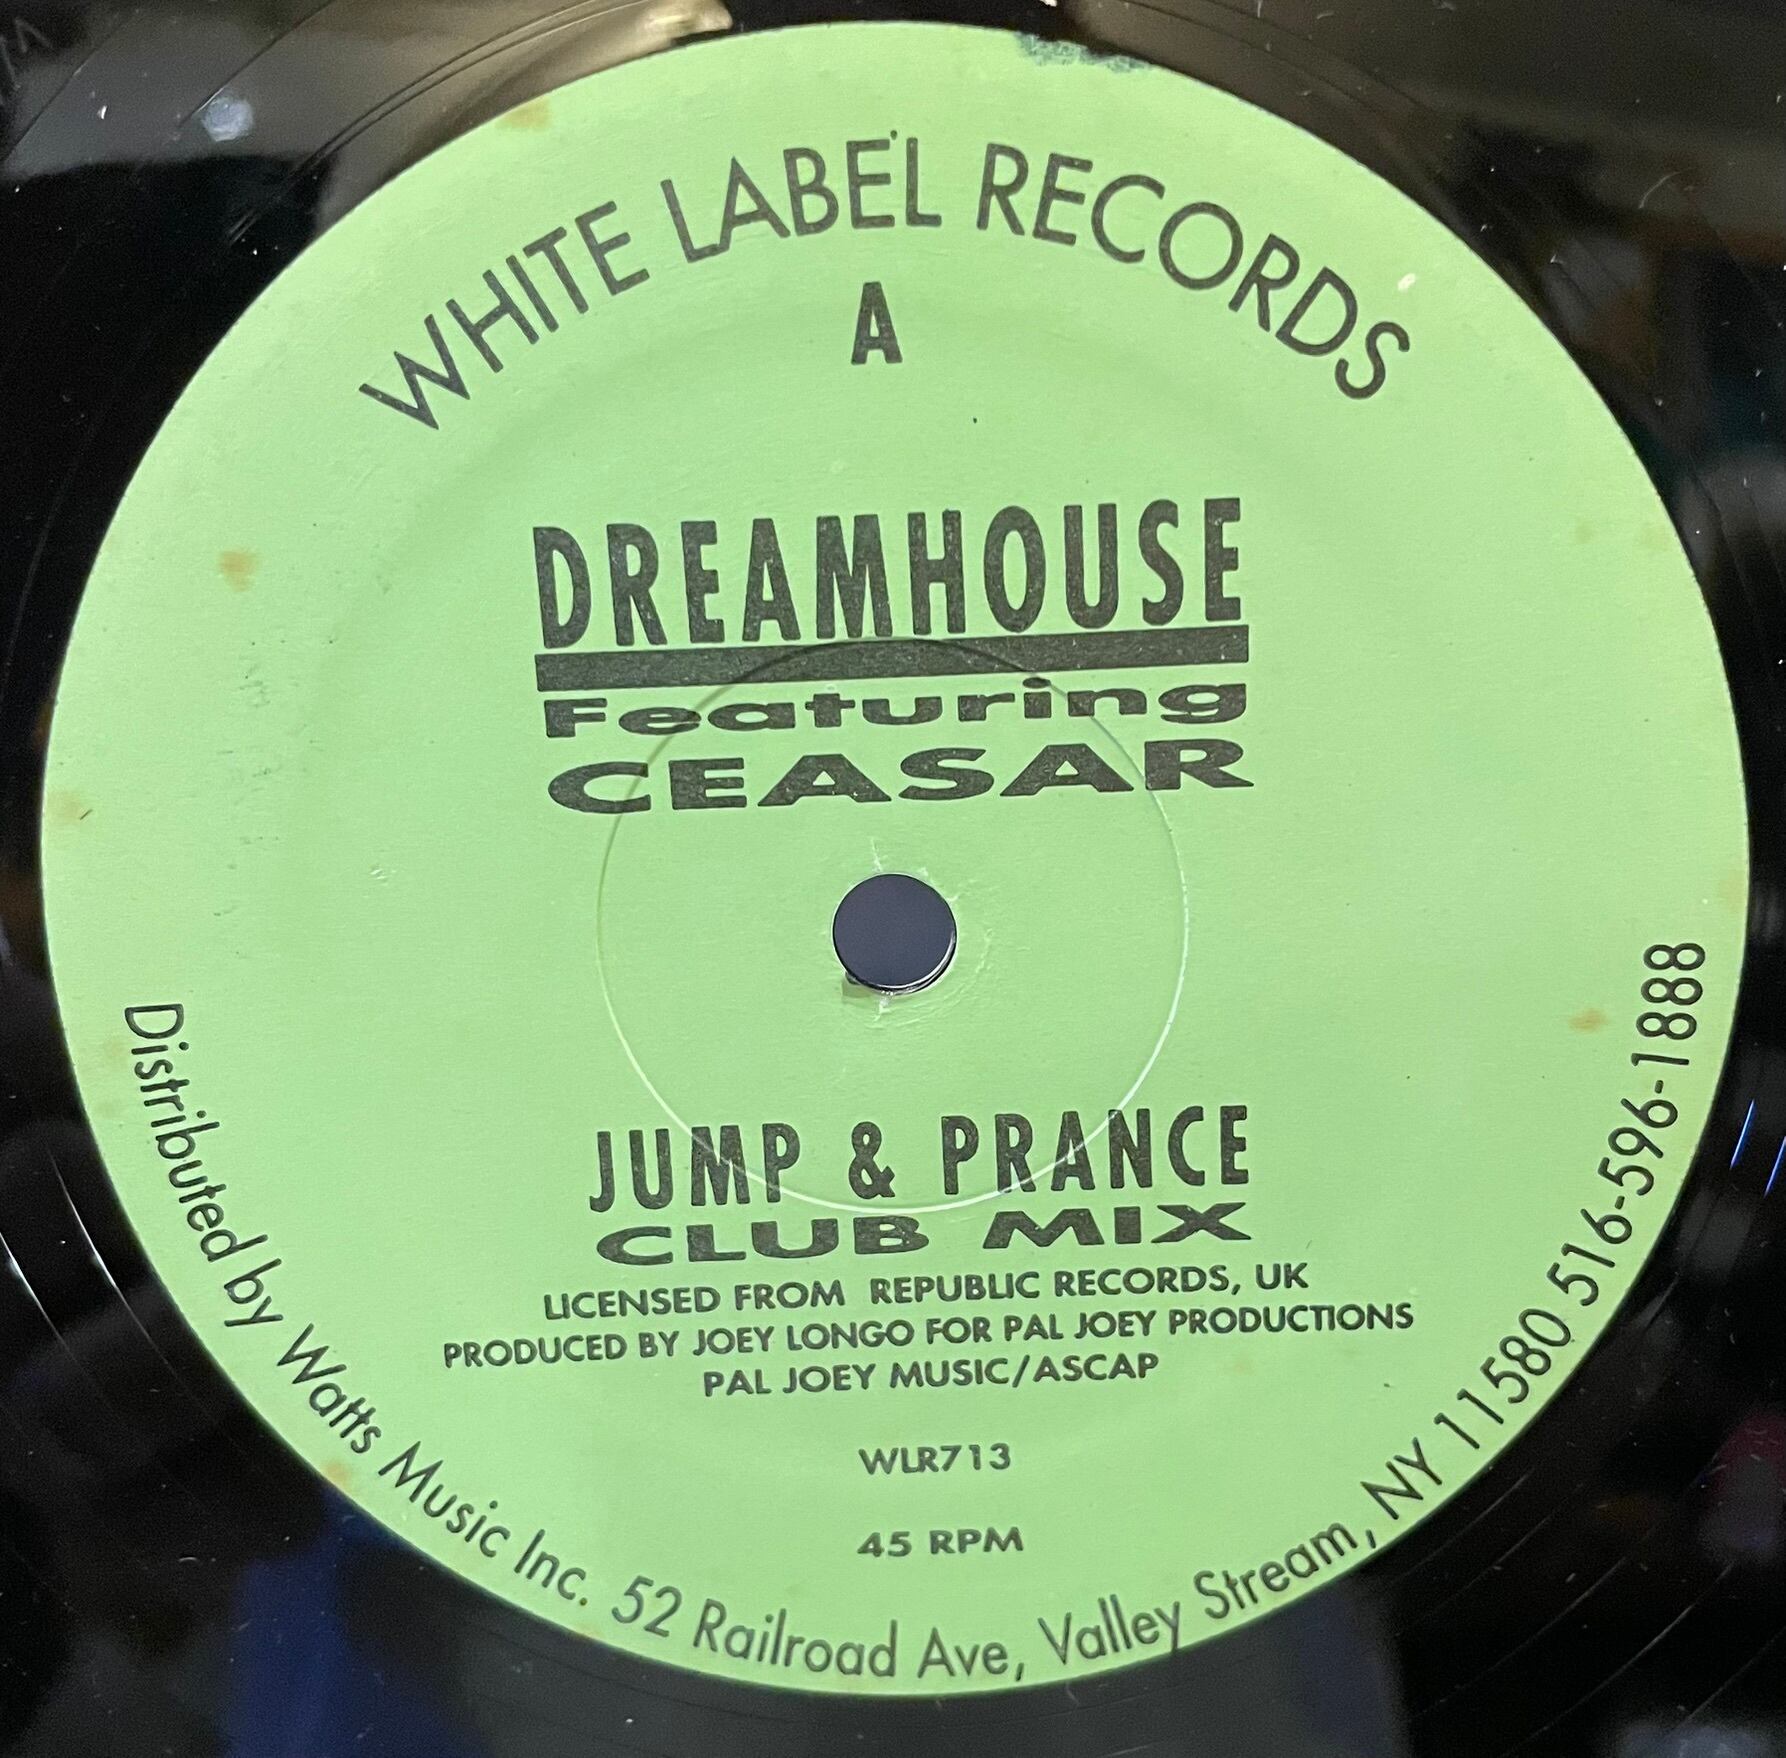 WHITE LABEL RECORDS
A
DREAMHOUSE
Featuring
CEASAR
JUMP & PRANCE
CLUB MIX
LICENSED FROM REPUBLIC RECORDS, UK
PRODUCED BY JOEY LONGO FOR PAL JOEY PRODUCTIONS
PAL JOEY MUSIC/ASCAP
WLR713
45 RPM
Distributed by Watts Music Inc. 52 Railroad Ave, Valley Stream, NY 11580 516-596-1888